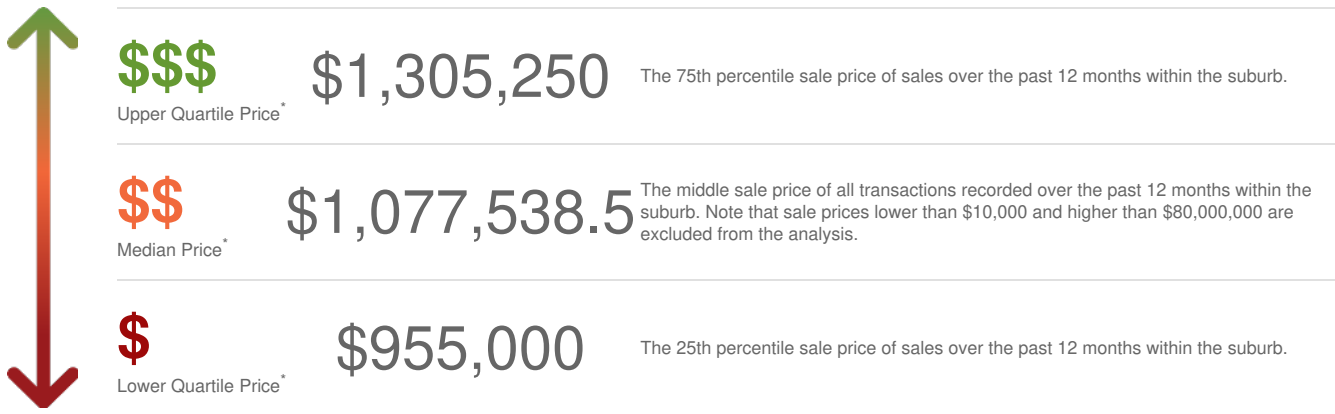 $$$
Upper Quartile Price*
$1,305,250
The 75th percentile sale price of sales over the past 12 months within the suburb.
$$
Median Price*
$1,077,538.5
The middle sale price of all transactions recorded over the past 12 months within the
suburb. Note that sale prices lower than $10,000 and higher than $80,000,000 are
excluded from the analysis.
$
Lower Quartile Price*
$955,000
The 25th percentile sale price of sales over the past 12 months within the suburb.